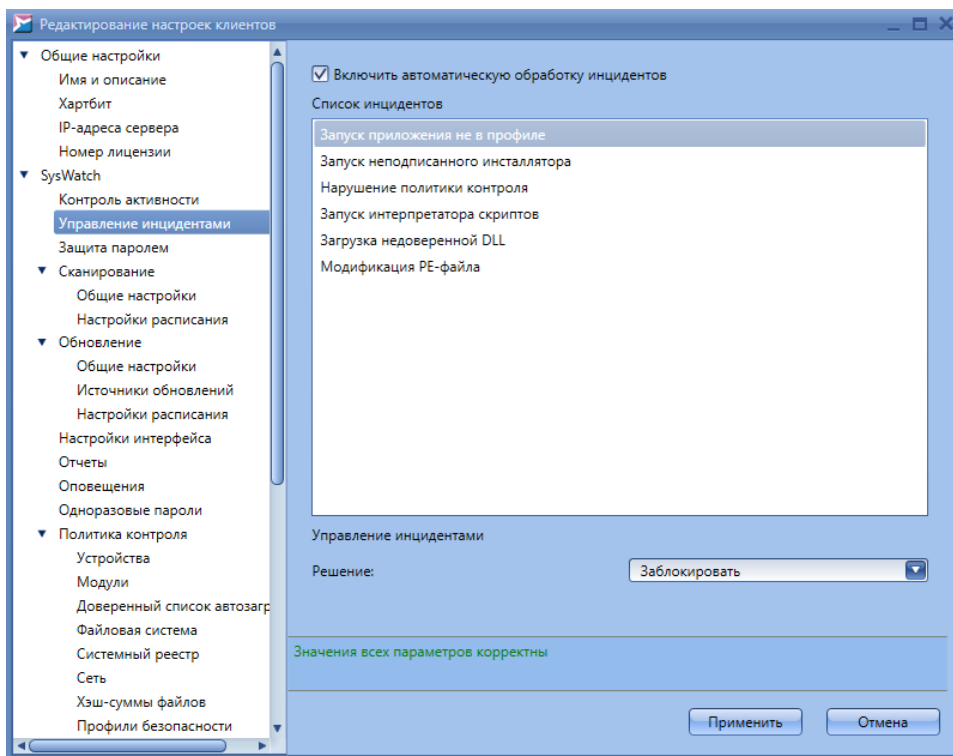 Редактирование настроек клиентов
Общие настройки
Имя и описание
Хартбит
IP-адреса сервера
Номер лицензии
SysWatch
Контроль активности
Управление инцидентами
Защита паролем
Сканирование
Общие настройки
Настройки расписания
Обновление
Общие настройки
Источники обновлений
Настройки расписания
Настройки интерфейса
Отчеты
Оповещения
Одноразовые пароли
Политика контроля
Устройства
Модули
Доверенный список автозагр
Файловая система
Системный реестр
Сеть
Хэш-суммы файлов
Профили безопасности
Включить автоматическую обработку инцидентов
Список инцидентов
Запуск приложения не в профиле
Запуск неподписанного инсталлятора
Нарушение политики контроля
Запуск интерпретатора скриптов
Загрузка недоверенной DLL
Модификация PE-файла
Управление инцидентами
Решение: Заблокировать
Значения всех параметров корректны
Применить Отмена